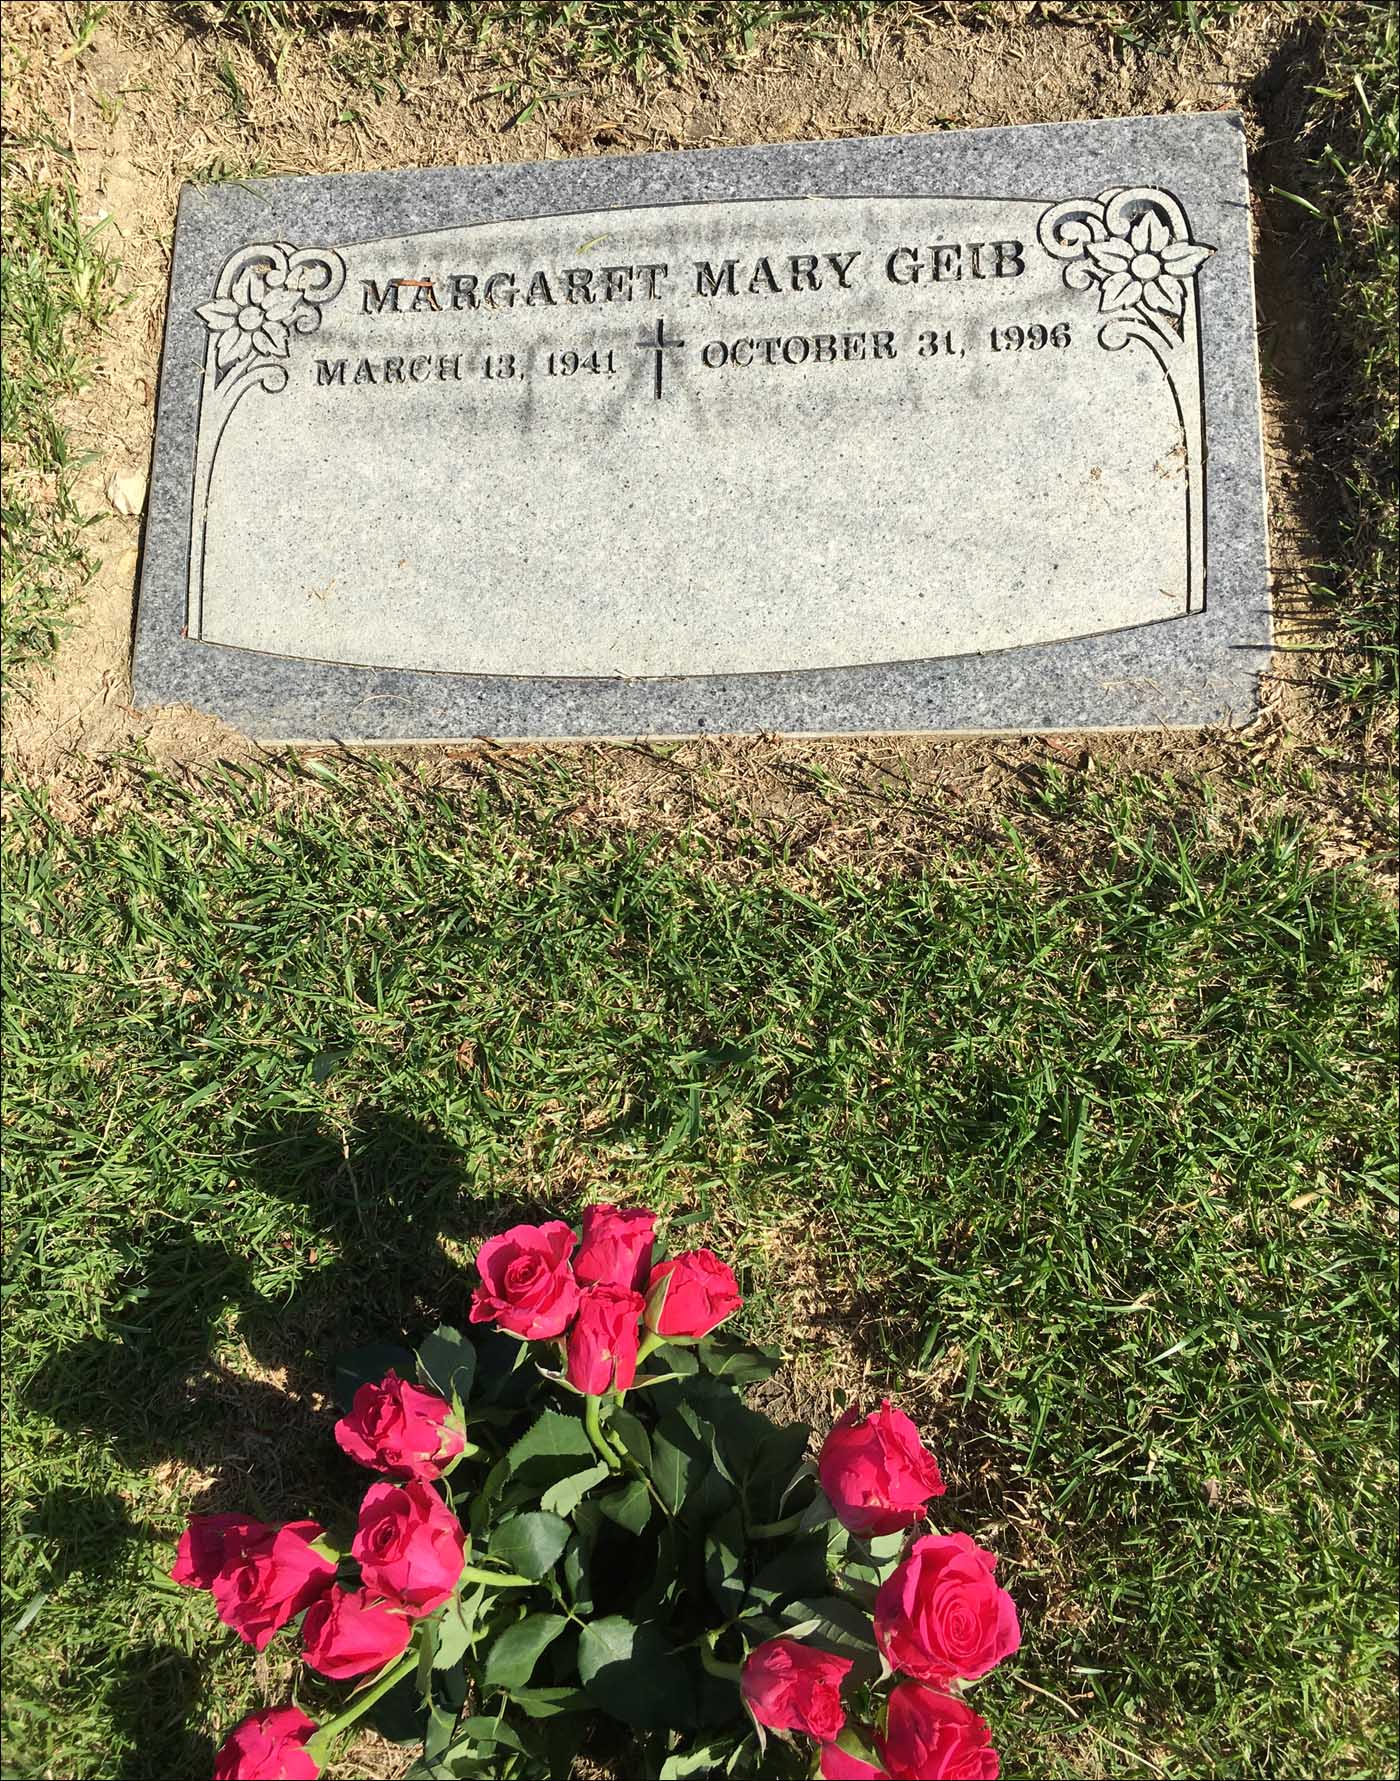 MARGARET MARY GEIB
MARCH 13, 1941 OCTOBER 31, 1996